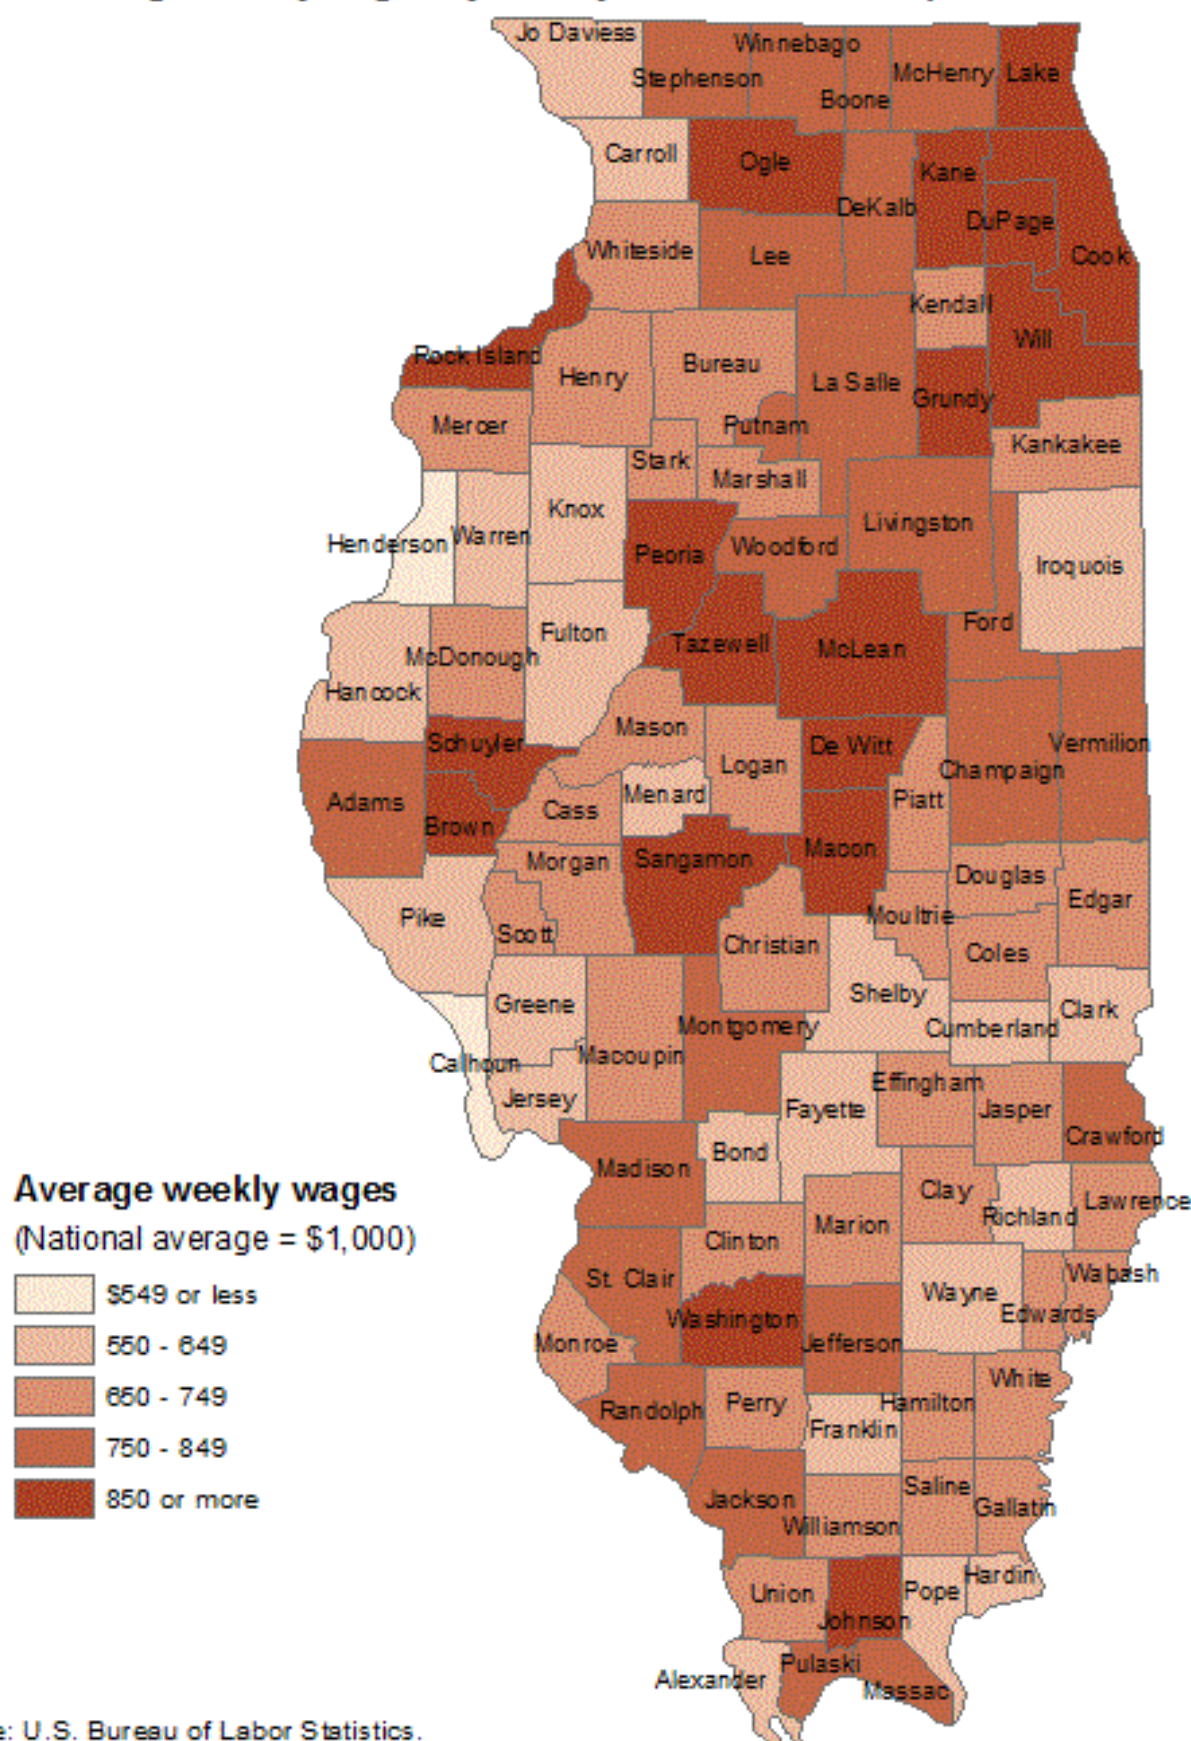 Jo Daviess
Winnebago
Stephenson
McHenry
Lake
Boone
Carroll
Ogle
Kane
DeKalb
DuPage
Whiteside
Lee
Cook
Kendall
Will
Rock Island
Henry
Bureau
La Salle
Grundy
Mercer
Putnam
Kankakee
Stark
Marshall
Knox
Livingston
Henderson
Warren
Peoria
Woodford
Iroquois
Ford
Fulton
Tazewell
McLean
McDonough
Hancock
Mason
Schuyler
De Witt
Vermilion
Logan
Champaign
Adams
Menard
Piatt
Cass
Brown
Macon
Morgan
Sangamon
Douglas
Edgar
Pike
Moultrie
Scott
Christian
Coles
Shelby
Greene
Clark
Montgomery
Cumberland
Macoupin
Calhoun
Effingham
Jersey
Fayette
Jasper
Crawford
Bond
Madison
Clay
Lawrence
Richland
Marion
Clinton
St. Clair
Wabash
Wayne
Washington
Edwards
Monroe
Jefferson
White
Randolph
Perry
Hamilton
Franklin
Saline
Jackson
Gallatin
Williamson
Hardin
Union
Pope
Johnson
Pulaski
Alexander
Massac
Average weekly wages
(National average = $1,000)
$549 or less
550 - 649
650 - 749
750 - 849
850 or more
e: U.S. Bureau of Labor Statistics.